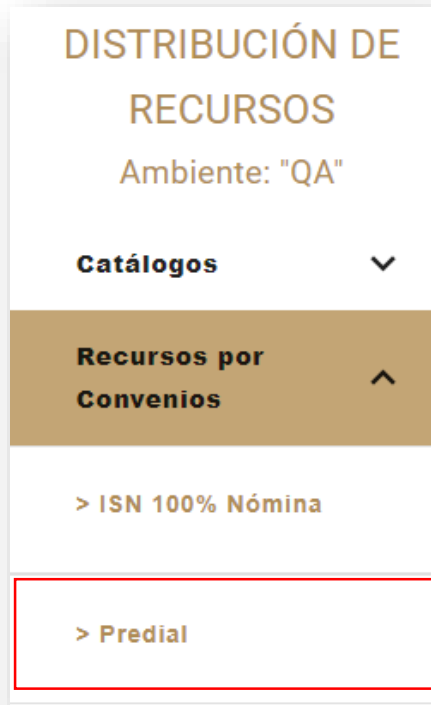 DISTRIBUCIÓN DE
RECURSOS
Ambiente: "QA"
Catálogos
Recursos por
Convenios
> ISN 100% Nómina
> Predial